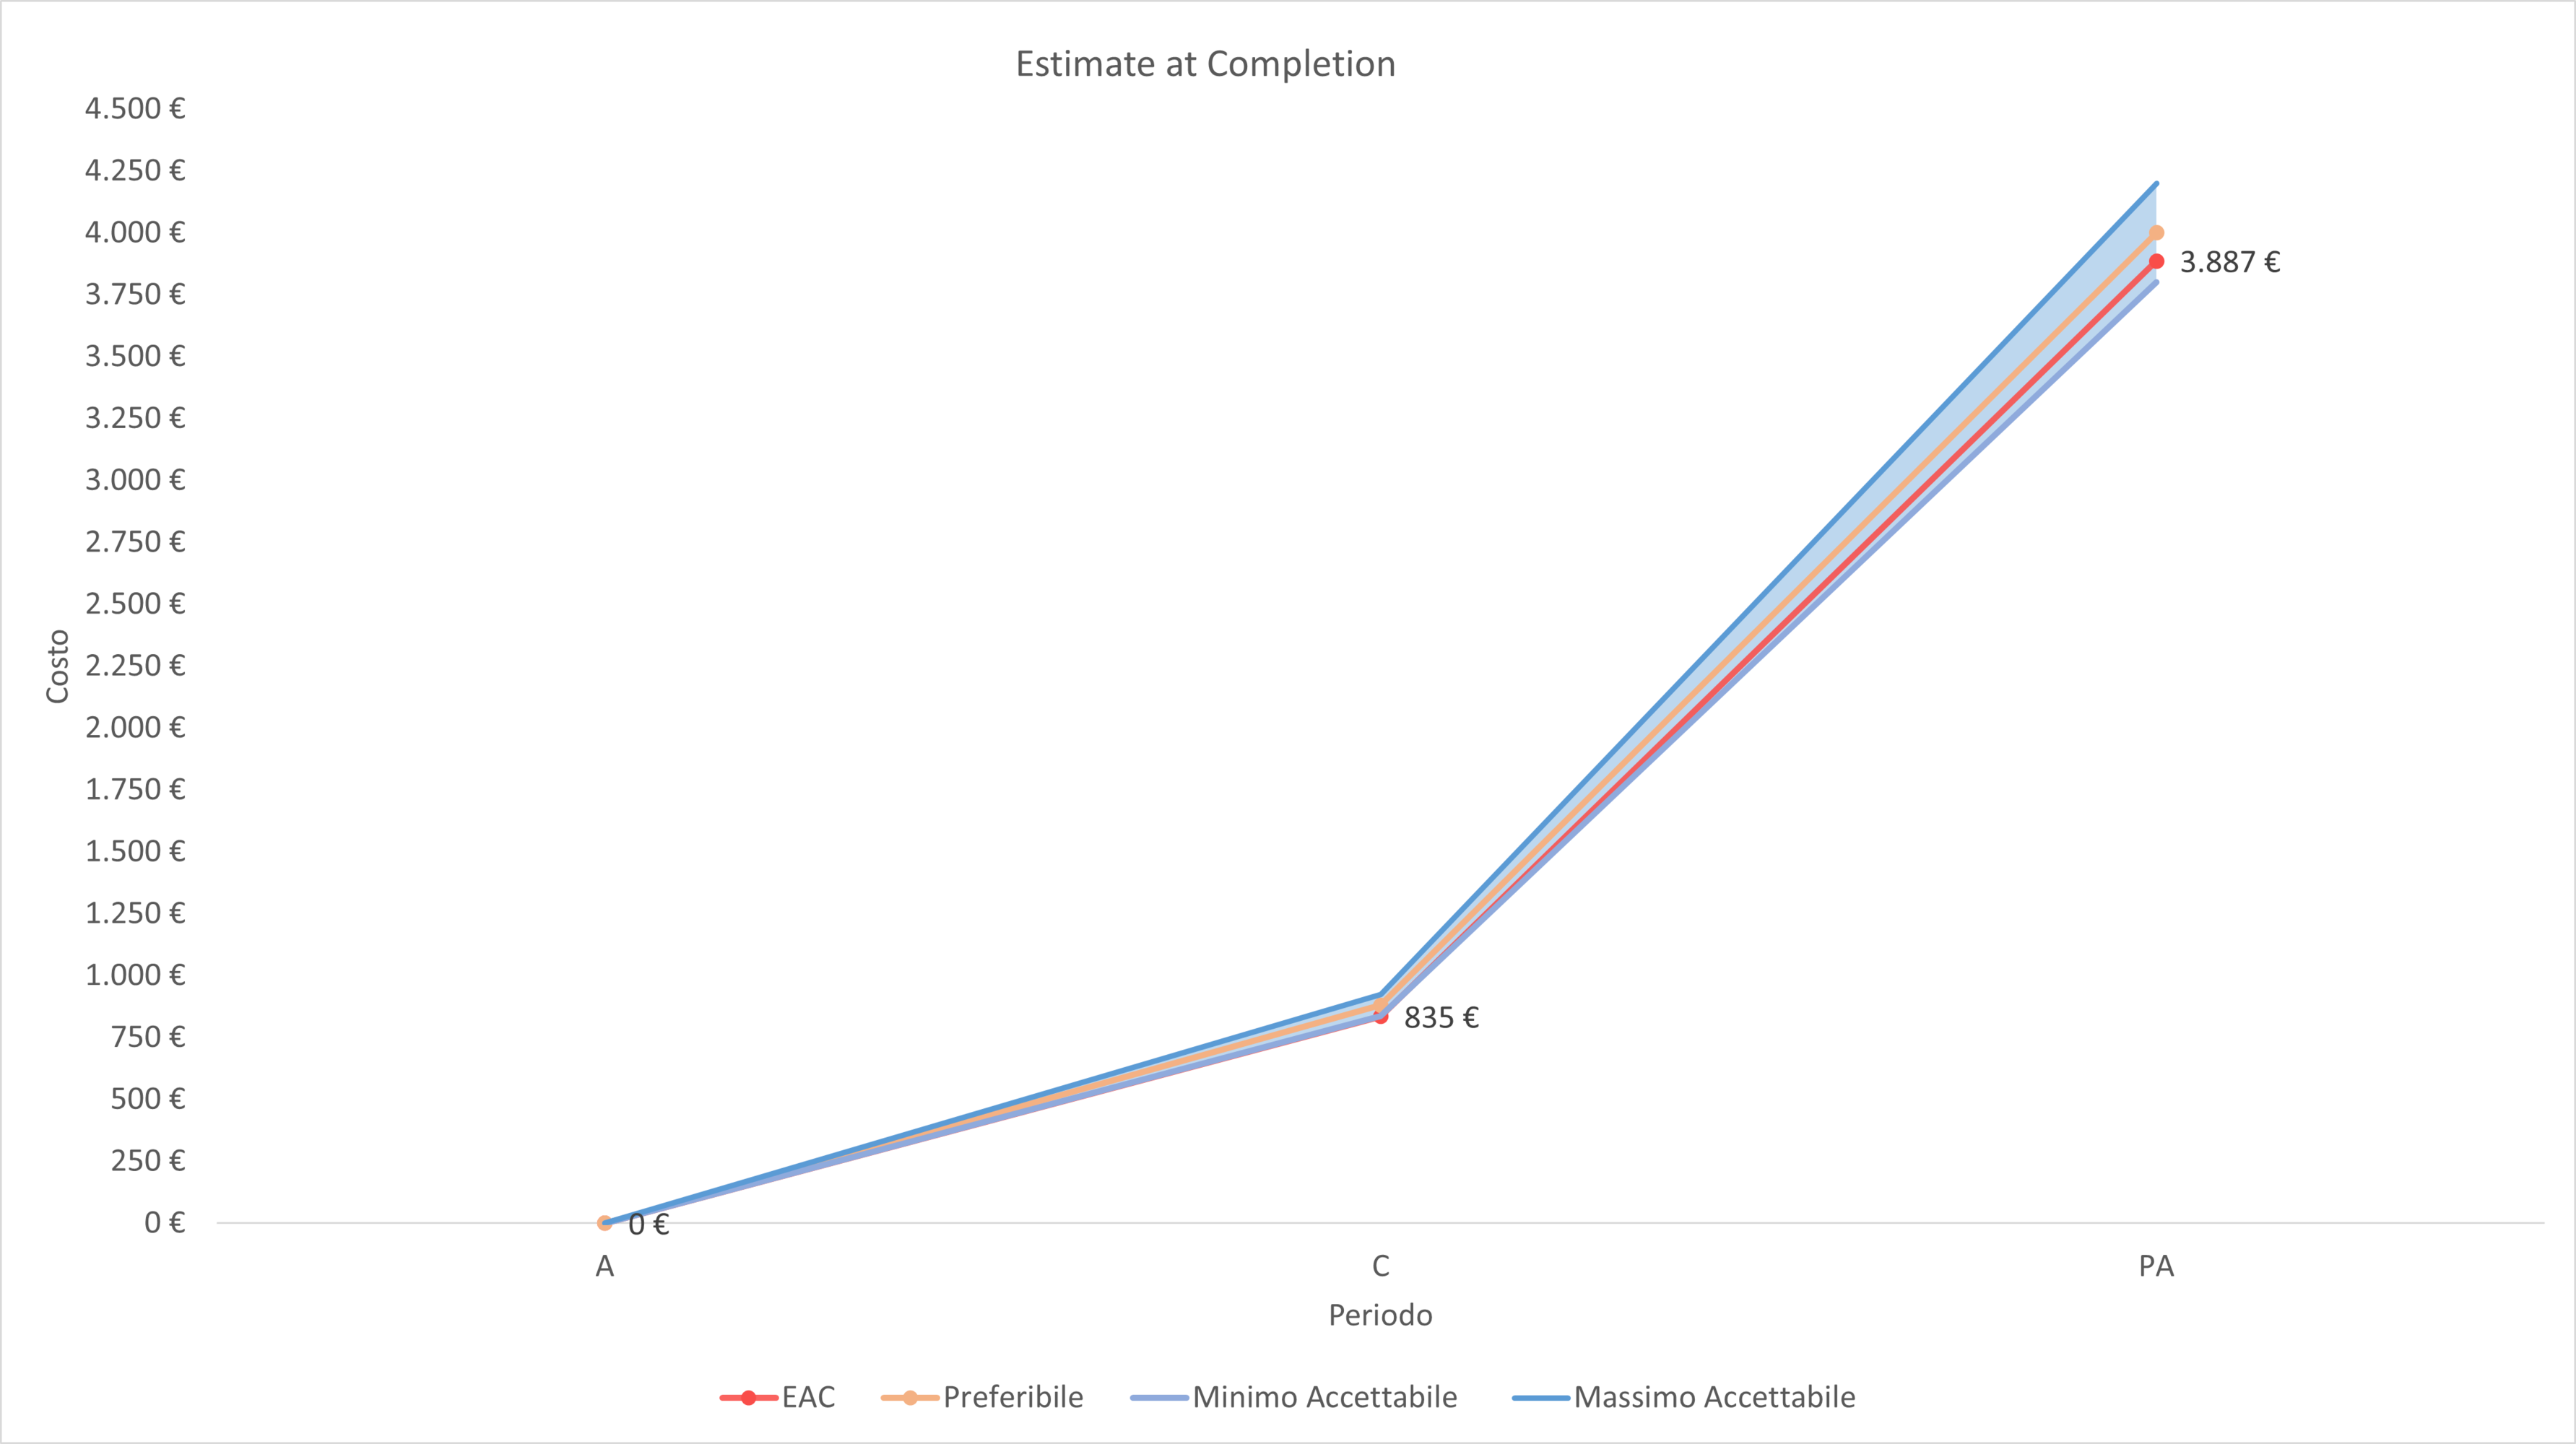 Estimate at Completion
4.500 €
4.250 €
4.000 €
3.750 €
3.500 €
3.250 €
3.000 €
2.750 €
2.500 €
2.250 €
2.000 €
1.750 €
1.500 €
1.250 €
1.000 €
750 €
500 €
250 €
0 €
Costo
3.887 €
835 €
0 €
A
C
PA
Periodo
EAC
Preferibile
Minimo Accettabile
Massimo Accettabile